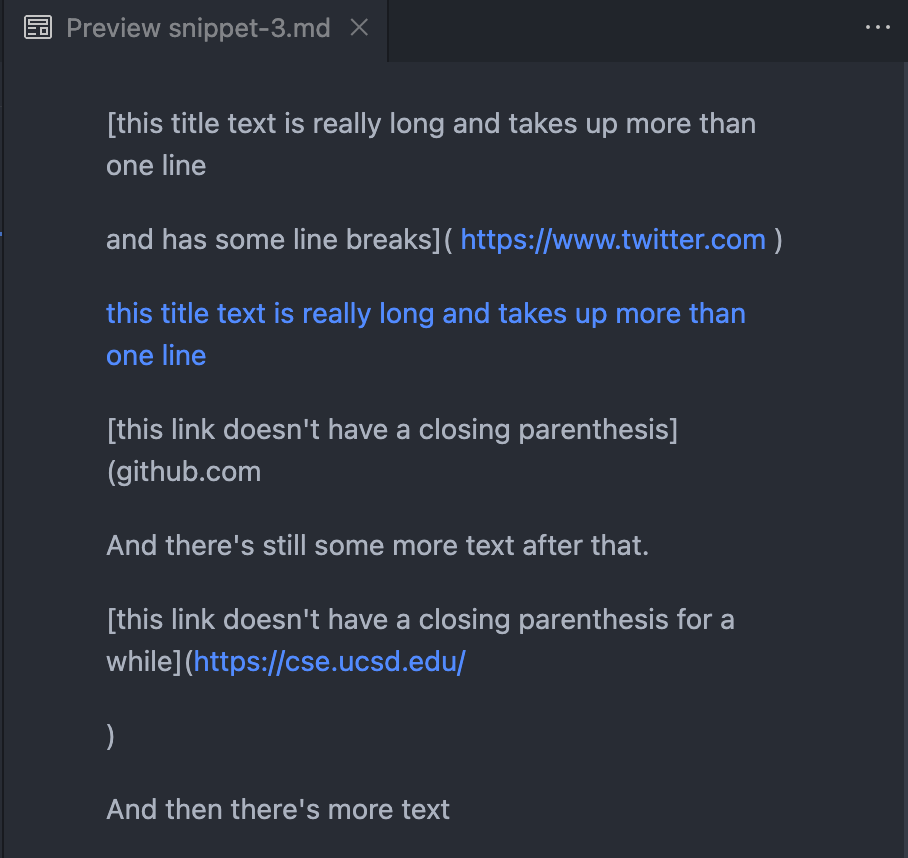 Preview snippet-3.md
[this title text is really long and takes up more than
one line
and has some line breaks]( https://www.twitter.com )
this title text is really long and takes up more than
one line
[this link doesn't have a closing parenthesis]
(github.com
And there's still some more text after that.
[this link doesn't have a closing parenthesis for a
while](https://cse.ucsd.edu/
)
And then there's more text